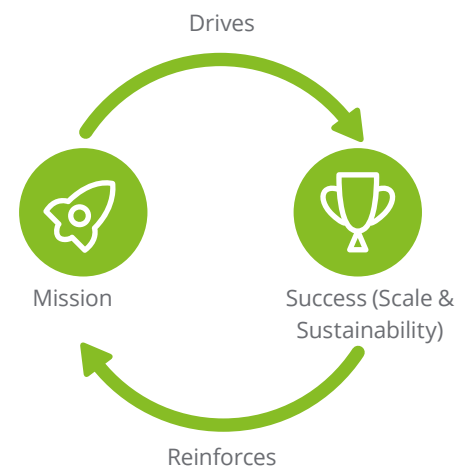 Drives
Mission
Success (Scale &
Sustainability)
Reinforces